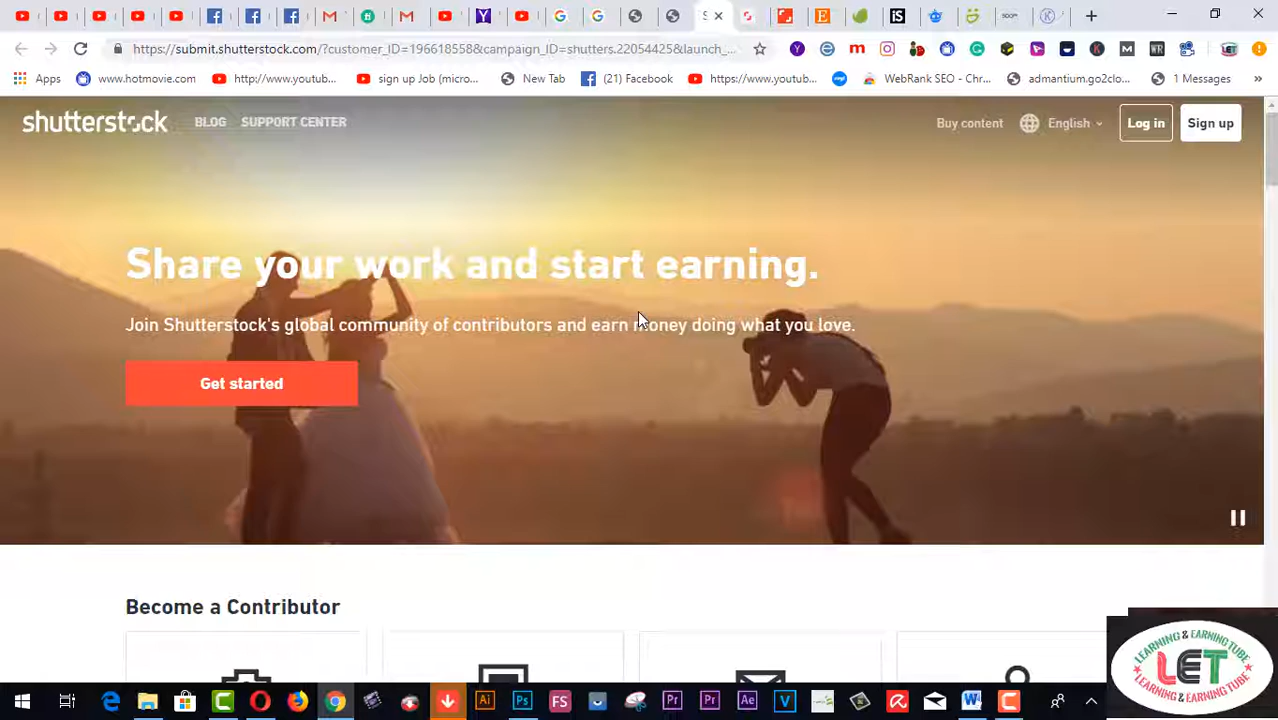 https://submit.shutterstock.com/?customer_ID=196618558&campaign_ID=shutters.22054425&launch_...
Apps
www.hotmovie.com
http://www.youtub...
sign up Job (micro...
New Tab
(21) Facebook
https://www.youtub...
WebRank SEO - Chr...
admantium.go2clo...
1 Messages
shutterstock
BLOG
SUPPORT CENTER
Buy content
English
Log in
Sign up
Share your work and start earning.
Join Shutterstock's global community of contributors and earn money doing what you love.
Get started
Become a Contributor
LEARNING & EARNING TUBE
LET
LEARNING & EARNING TUBE